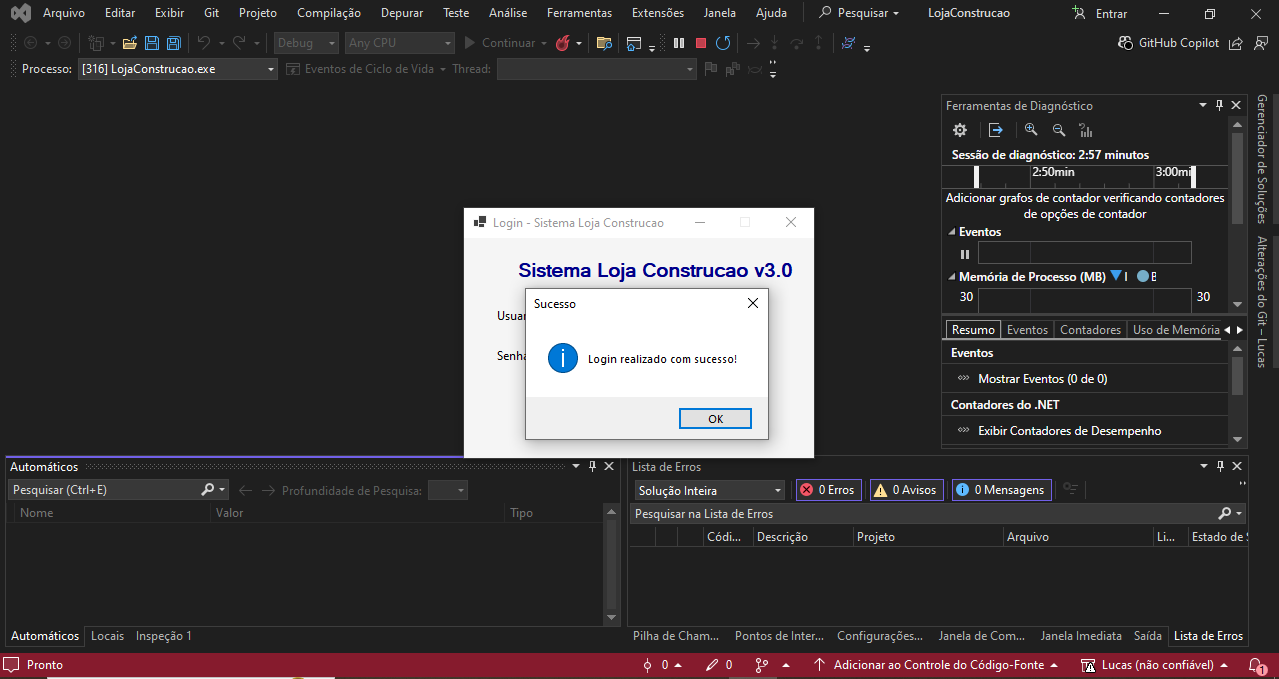 Arquivo Editar Exibir Git Projeto Compilação Depurar Teste Análise Ferramentas Extensões Janela Ajuda Pesquisar LojaConstrucao Entrar
Debug Any CPU Continuar GitHub Copilot
Processo: [316] LojaConstrucao.exe Eventos de Ciclo de Vida Thread:
Ferramentas de Diagnóstico
Sessão de diagnóstico: 2:57 minutos
2:50min 3:00min
Adicionar grafos de contador verificando contadores
de opções de contador
Eventos
Memória de Processo (MB) I B
30 30
Resumo Eventos Contadores Uso de Memória
Eventos
Mostrar Eventos (0 de 0)
Contadores do .NET
Exibir Contadores de Desempenho
Gerenciador de Soluções
Alterações do Git – Lucas
Login - Sistema Loja Construcao
Sistema Loja Construcao v3.0
Usuar
Senha
Sucesso
Login realizado com sucesso!
OK
Automáticos
Pesquisar (Ctrl+E) Profundidade de Pesquisa:
Nome Valor Tipo
Automáticos Locais Inspeção 1
Lista de Erros
Solução Inteira 0 Erros 0 Avisos 0 Mensagens
Pesquisar na Lista de Erros
Códi... Descrição Projeto Arquivo Li... Estado de S
Pilha de Cham... Pontos de Inter... Configurações... Janela de Com... Janela Imediata Saída Lista de Erros
Pronto 0 0 Adicionar ao Controle do Código-Fonte Lucas (não confiável) 1